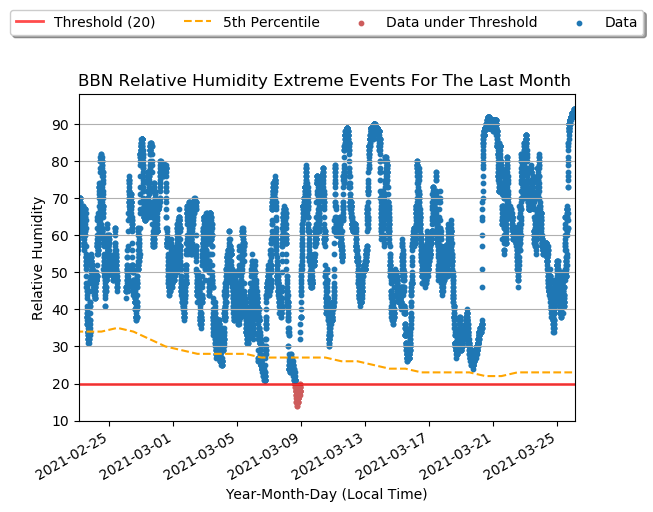 Threshold (20) 5th Percentile Data under Threshold Data
BBN Relative Humidity Extreme Events For The Last Month
Relative Humidity
90
80
70
60
50
40
30
20
10
2021-02-25 2021-03-01 2021-03-05 2021-03-09 2021-03-13 2021-03-17 2021-03-21 2021-03-25
Year-Month-Day (Local Time)